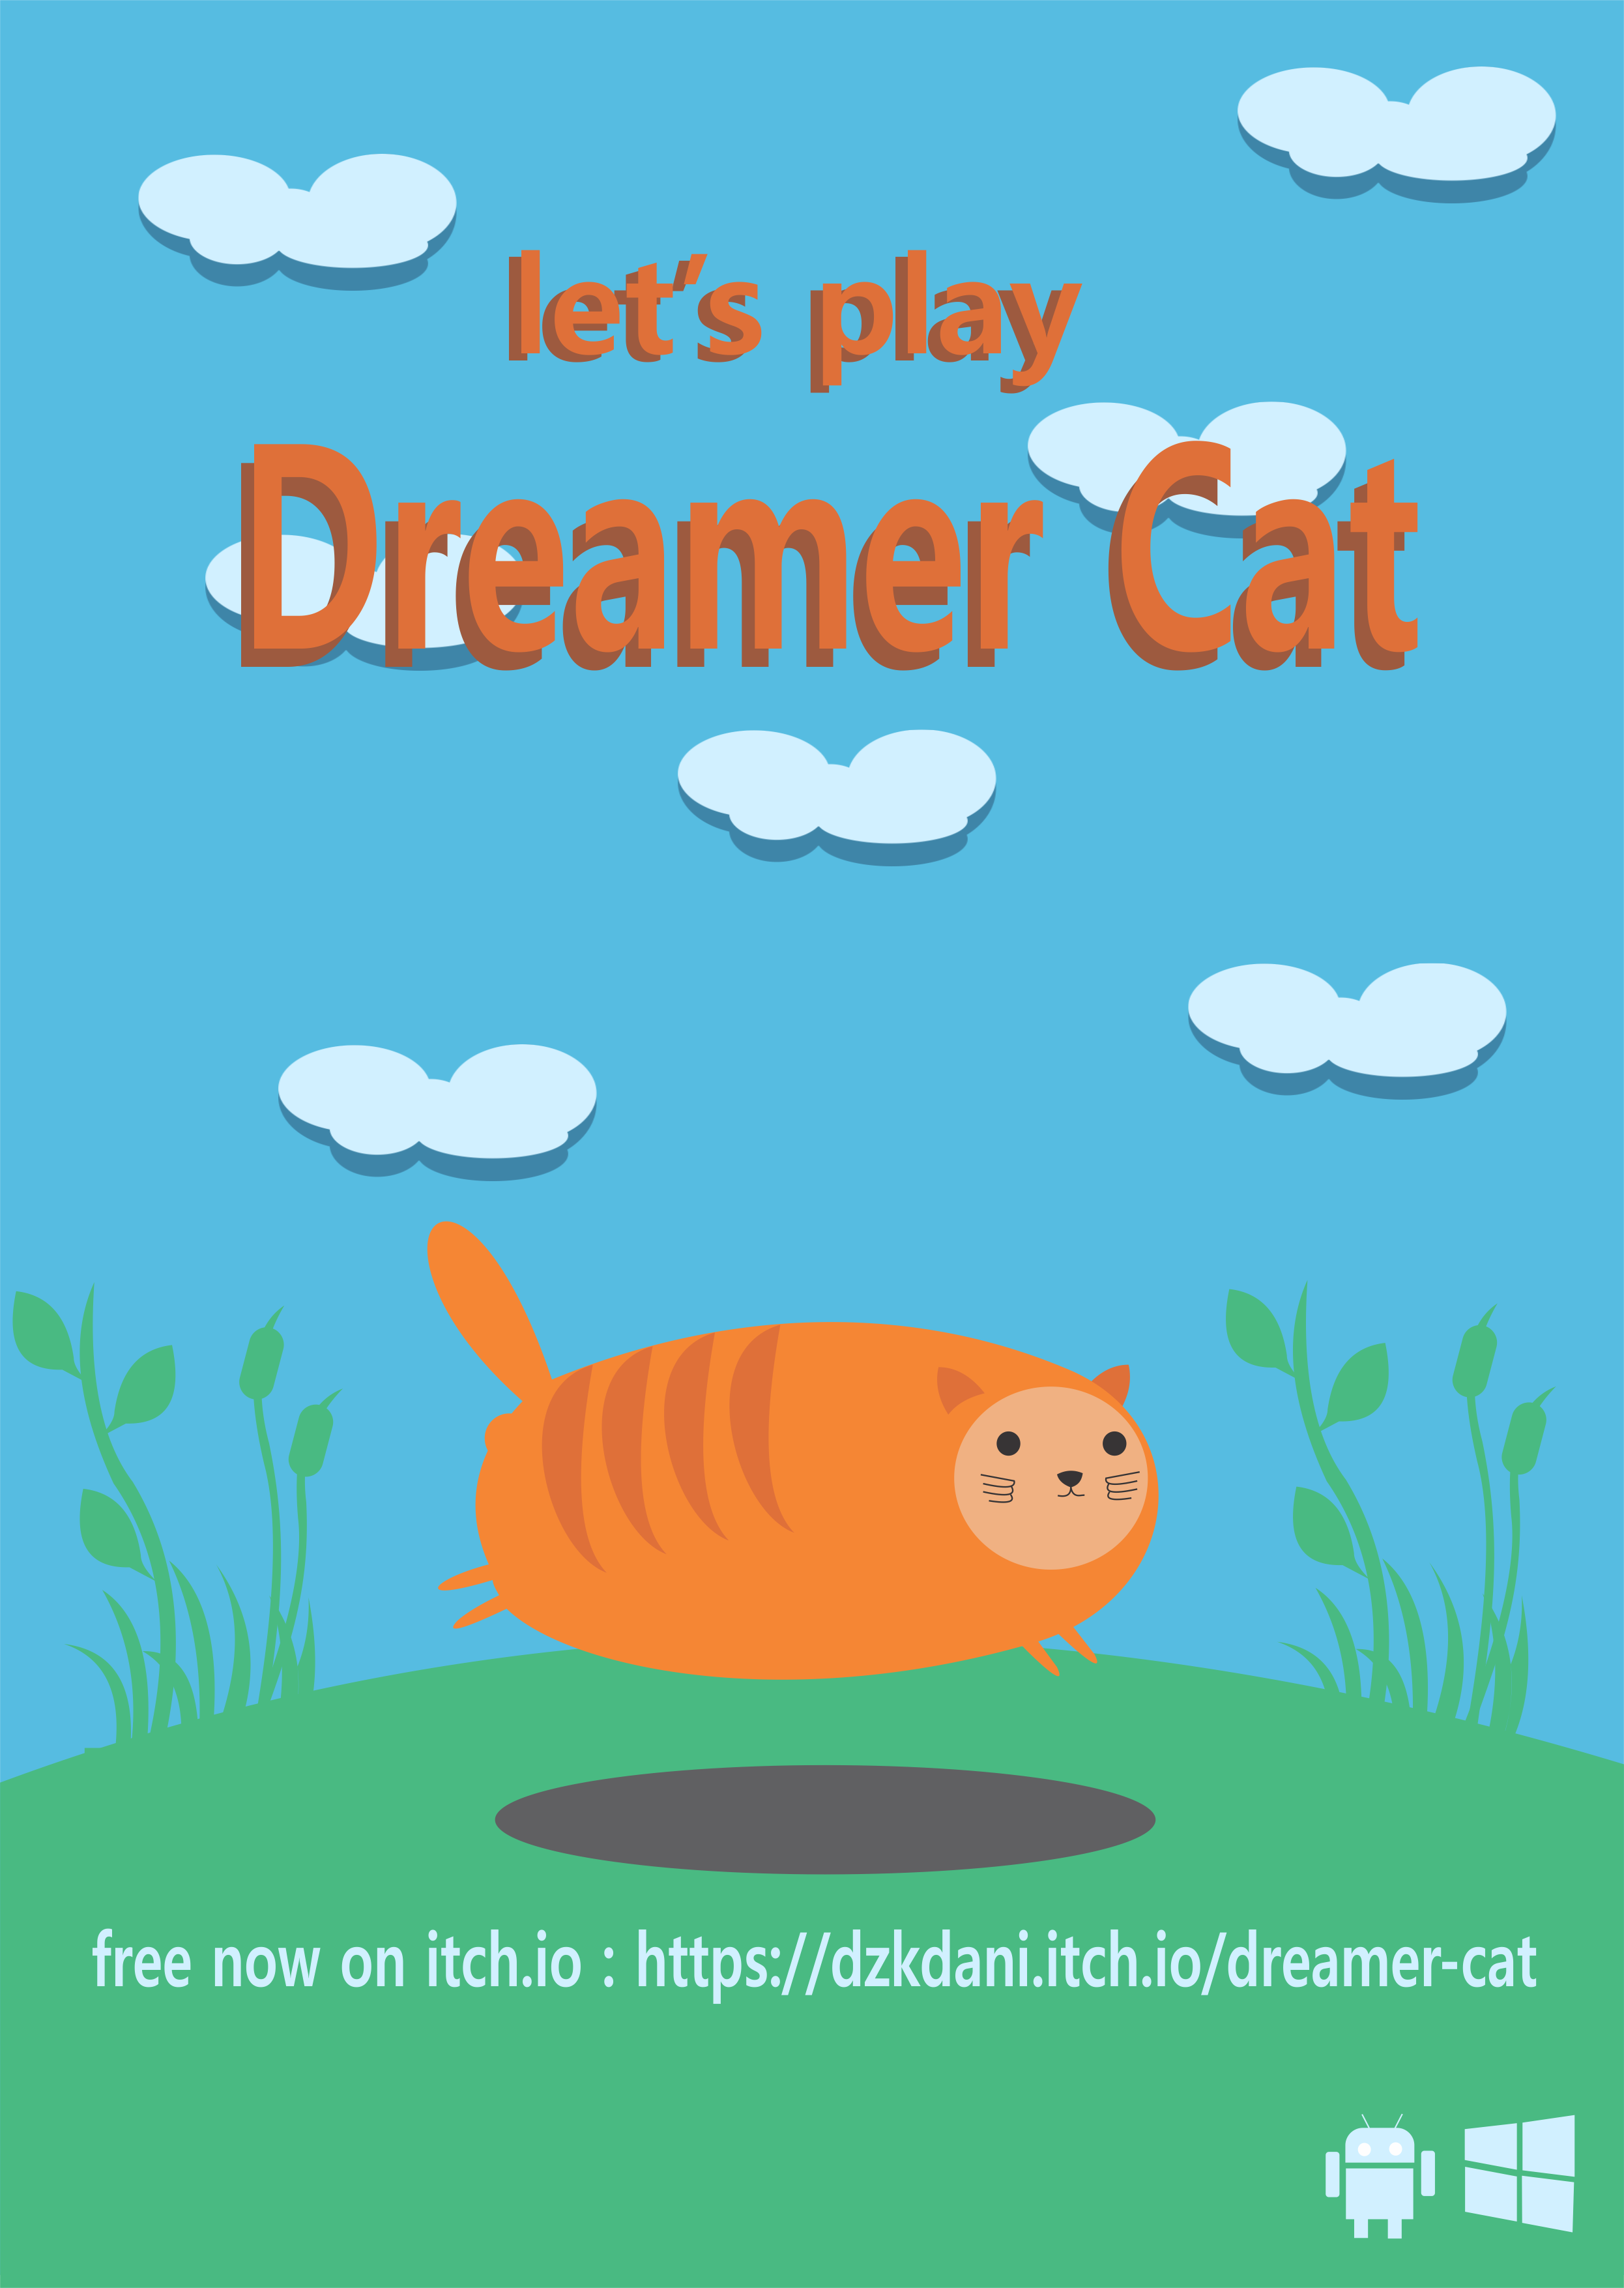 let's play
Dreamer Cat
free now on itch.io : https://dzkdani.itch.io/dreamer-cat